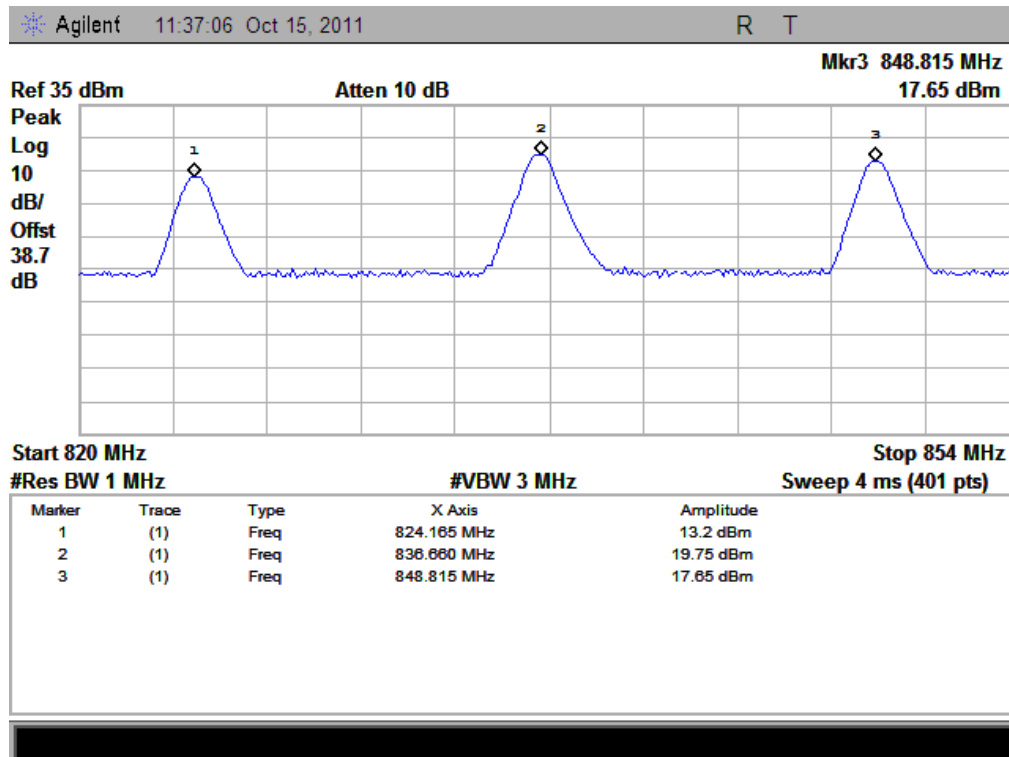 Agilent 11:37:06 Oct 15, 2011 R T
Mkr3 848.815 MHz
Ref 35 dBm Atten 10 dB 17.65 dBm
Peak
Log
10
dB/
Offst
38.7
dB
1
2
3
Start 820 MHz Stop 854 MHz
#Res BW 1 MHz #VBW 3 MHz Sweep 4 ms (401 pts)
Marker Trace Type X Axis Amplitude
1 (1) Freq 824.165 MHz 13.2 dBm
2 (1) Freq 836.660 MHz 19.75 dBm
3 (1) Freq 848.815 MHz 17.65 dBm